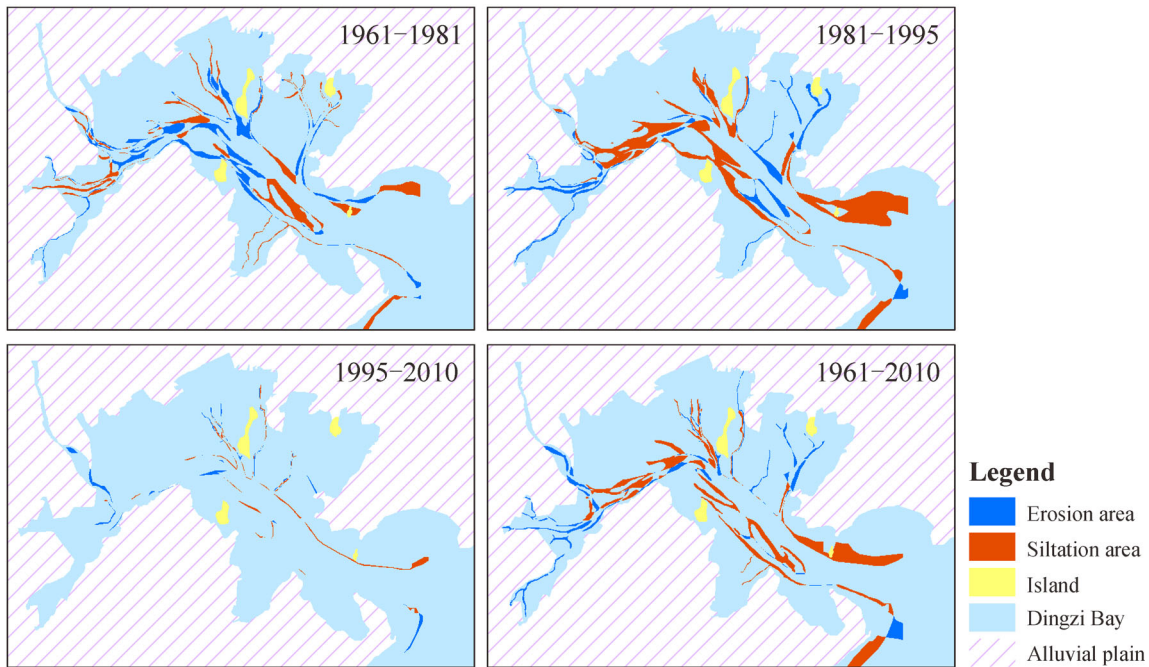 1961−1981
1981−1995
1995−2010
1961−2010
Legend
Erosion area
Siltation area
Island
Dingzi Bay
Alluvial plain